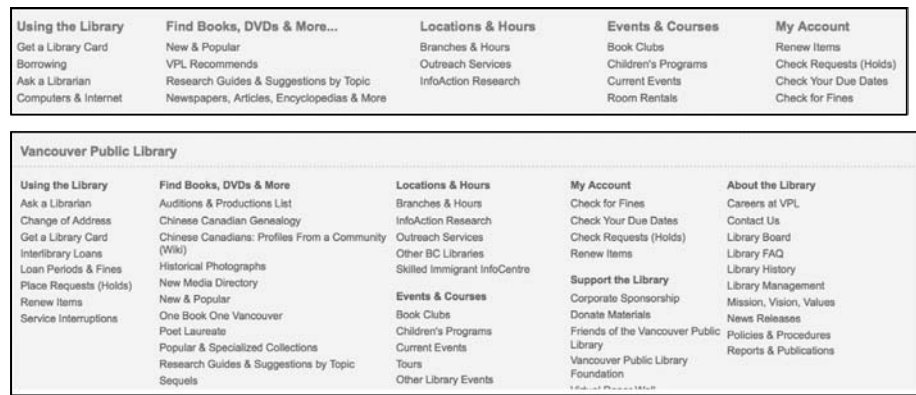 Using the Library
Get a Library Card
Borrowing
Ask a Librarian
Computers & Internet
Find Books, DVDs & More...
New & Popular
VPL Recommends
Research Guides & Suggestions by Topic
Newspapers, Articles, Encyclopedias & More
Locations & Hours
Branches & Hours
Outreach Services
InfoAction Research
Events & Courses
Book Clubs
Children's Programs
Current Events
Room Rentals
My Account
Renew Items
Check Requests (Holds)
Check Your Due Dates
Check for Fines
Vancouver Public Library
Using the Library
Ask a Librarian
Change of Address
Get a Library Card
Interlibrary Loans
Loan Periods & Fines
Place Requests (Holds)
Renew Items
Service Interruptions
Find Books, DVDs & More
Auditions & Productions List
Chinese Canadian Genealogy
Chinese Canadians: Profiles From a Community
(Wiki)
Historical Photographs
New Media Directory
New & Popular
One Book One Vancouver
Poet Laureate
Popular & Specialized Collections
Research Guides & Suggestions by Topic
Sequels
Locations & Hours
Branches & Hours
InfoAction Research
Outreach Services
Other BC Libraries
Skilled Immigrant InfoCentre
Events & Courses
Book Clubs
Children's Programs
Current Events
Tours
Other Library Events
My Account
Check for Fines
Check Your Due Dates
Check Requests (Holds)
Renew Items
Support the Library
Corporate Sponsorship
Donate Materials
Friends of the Vancouver Public
Library
Vancouver Public Library
Foundation
About the Library
Careers at VPL
Contact Us
Library Board
Library FAQ
Library History
Library Management
Mission, Vision, Values
News Releases
Policies & Procedures
Reports & Publications